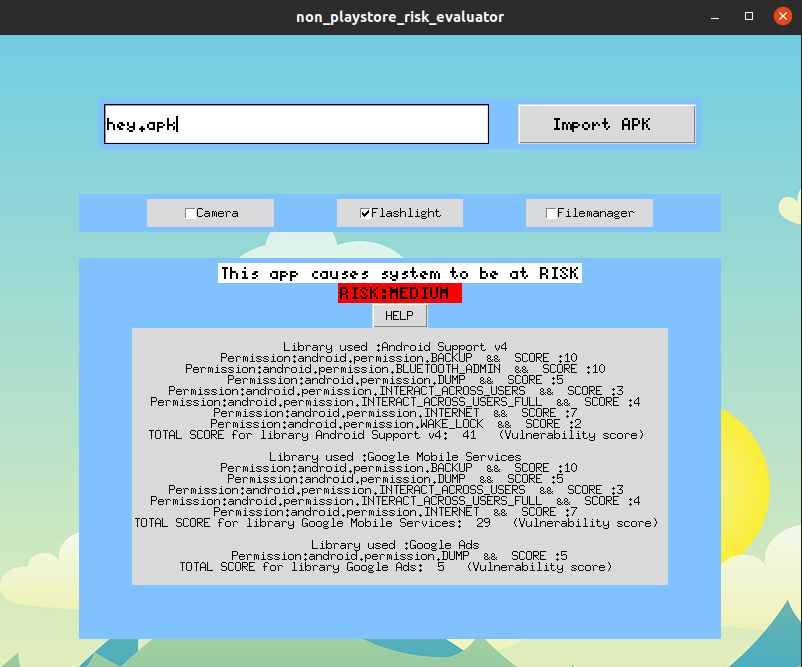 non_playstore_risk_evaluator
hey.apk
Import APK
Camera
Flashlight
Filemanager
This app causes system to be at RISK
RISK:MEDIUM
HELP
Library used :Android Support v4
Permission:android.permission.BACKUP && SCORE :10
Permission:android.permission.BLUETOOTH_ADMIN && SCORE :10
Permission:android.permission.DUMP && SCORE :5
Permission:android.permission.INTERACT_ACROSS_USERS && SCORE :3
Permission:android.permission.INTERACT_ACROSS_USERS_FULL && SCORE :4
Permission:android.permission.INTERNET && SCORE :7
Permission:android.permission.WAKE_LOCK && SCORE :2
TOTAL SCORE for library Android Support v4: 41 (Vulnerability score)
Library used :Google Mobile Services
Permission:android.permission.BACKUP && SCORE :10
Permission:android.permission.DUMP && SCORE :5
Permission:android.permission.INTERACT_ACROSS_USERS && SCORE :3
Permission:android.permission.INTERACT_ACROSS_USERS_FULL && SCORE :4
Permission:android.permission.INTERNET && SCORE :7
TOTAL SCORE for library Google Mobile Services: 29 (Vulnerability score)
Library used :Google Ads
Permission:android.permission.DUMP && SCORE :5
TOTAL SCORE for library Google Ads: 5 (Vulnerability score)